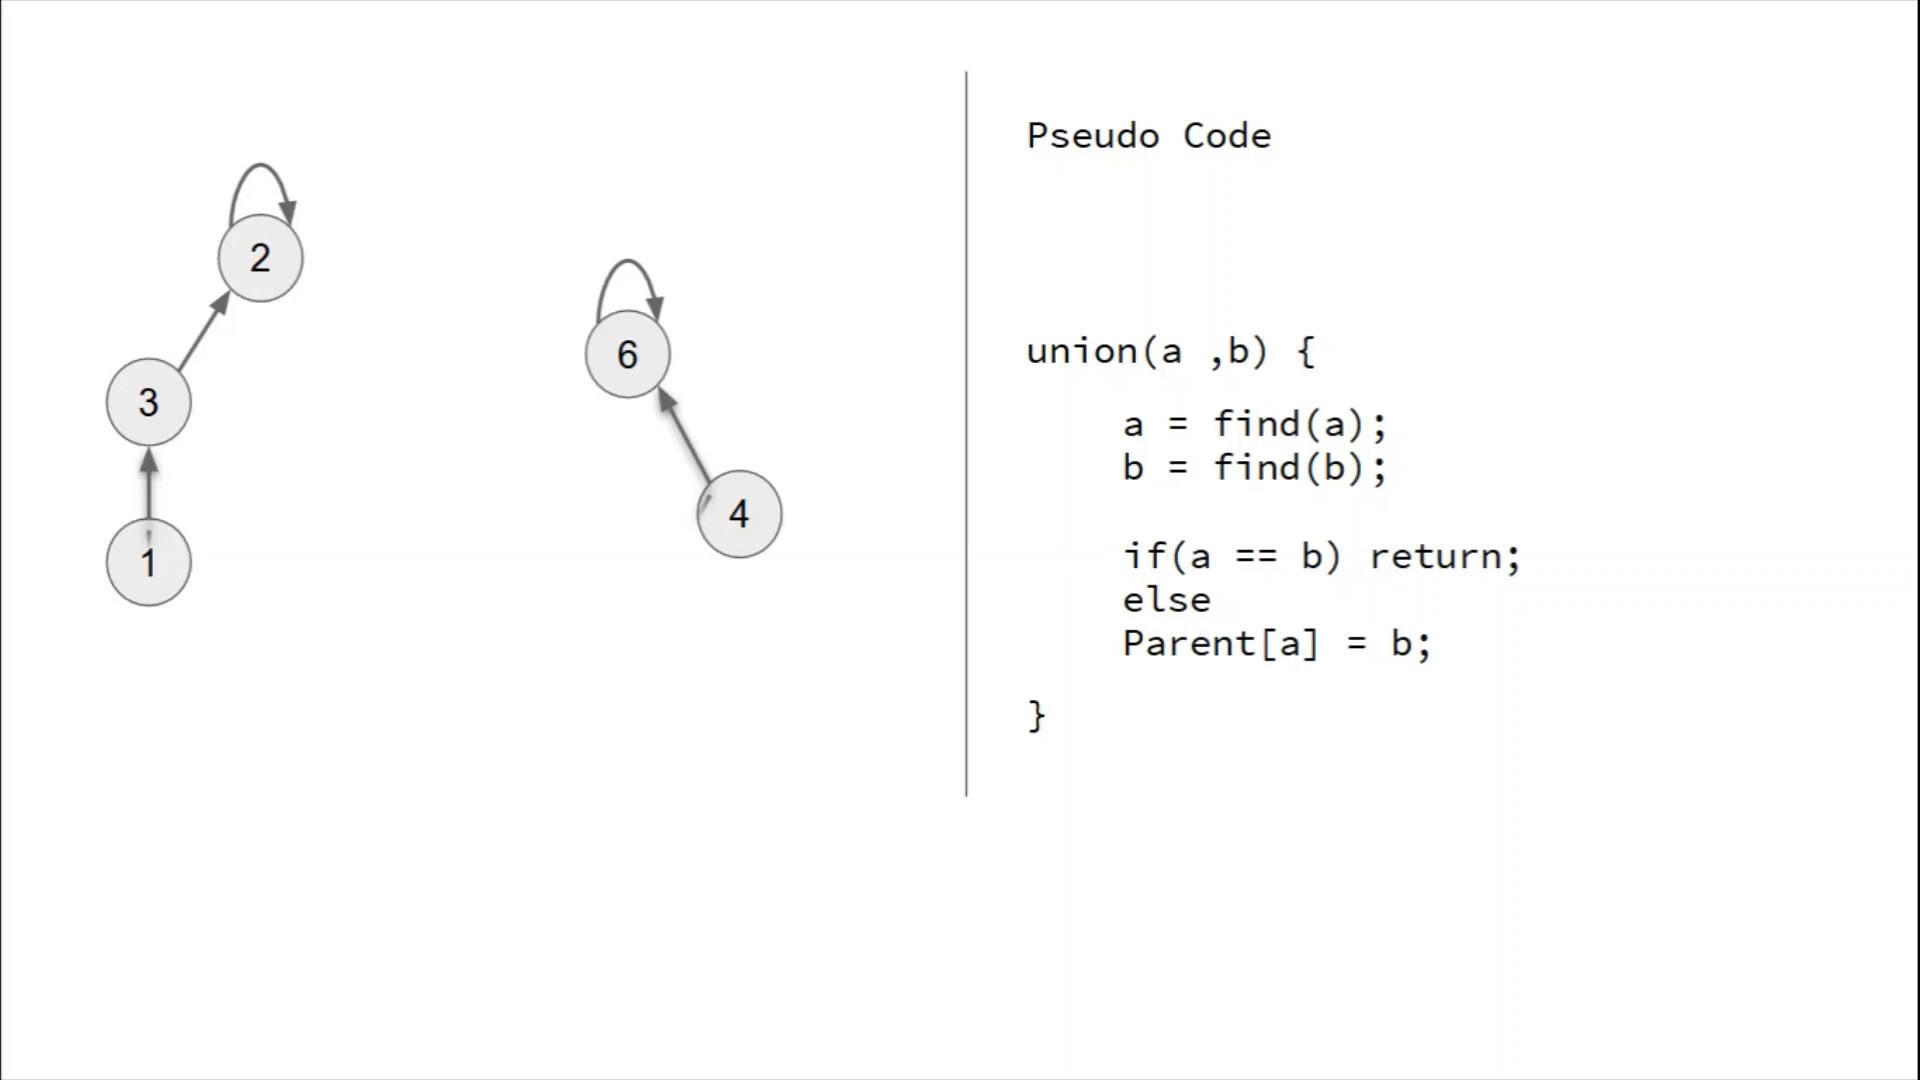 2
3
1
6
4
Pseudo Code
union(a ,b) {
a = find(a);
b = find(b);
if(a == b) return;
else
Parent[a] = b;
}